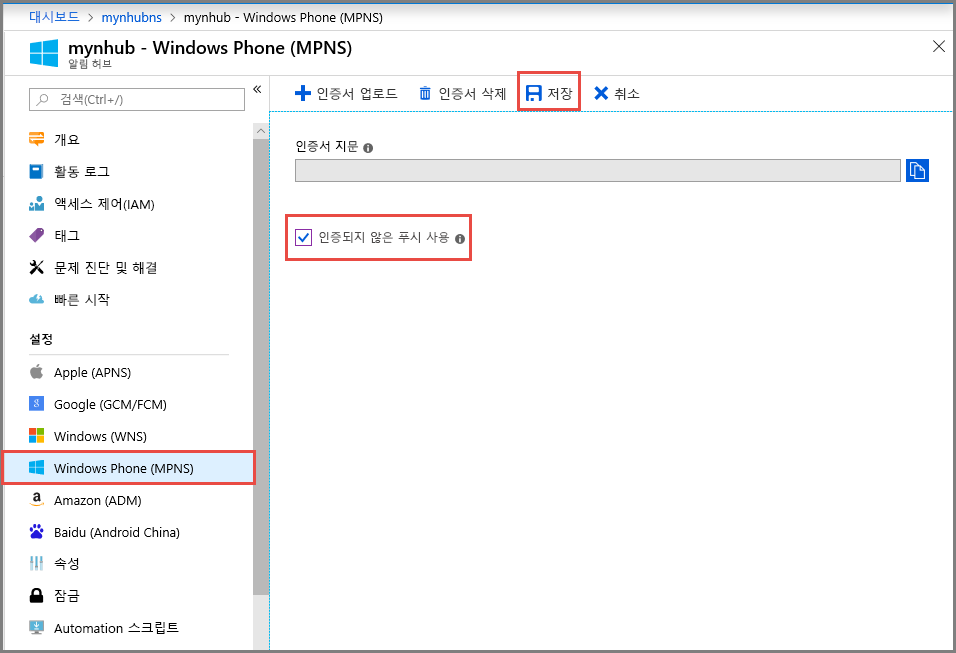 대시보드 > mynhubns > mynhub - Windows Phone (MPNS)
mynhub - Windows Phone (MPNS)
알림 허브
검색(Ctrl+/)
개요
활동 로그
액세스 제어(IAM)
태그
문제 진단 및 해결
빠른 시작
설정
Apple (APNS)
Google (GCM/FCM)
Windows (WNS)
Windows Phone (MPNS)
Amazon (ADM)
Baidu (Android China)
속성
잠금
Automation 스크립트
인증서 업로드 인증서 삭제 저장 취소
인증서 지문
인증되지 않은 푸시 사용